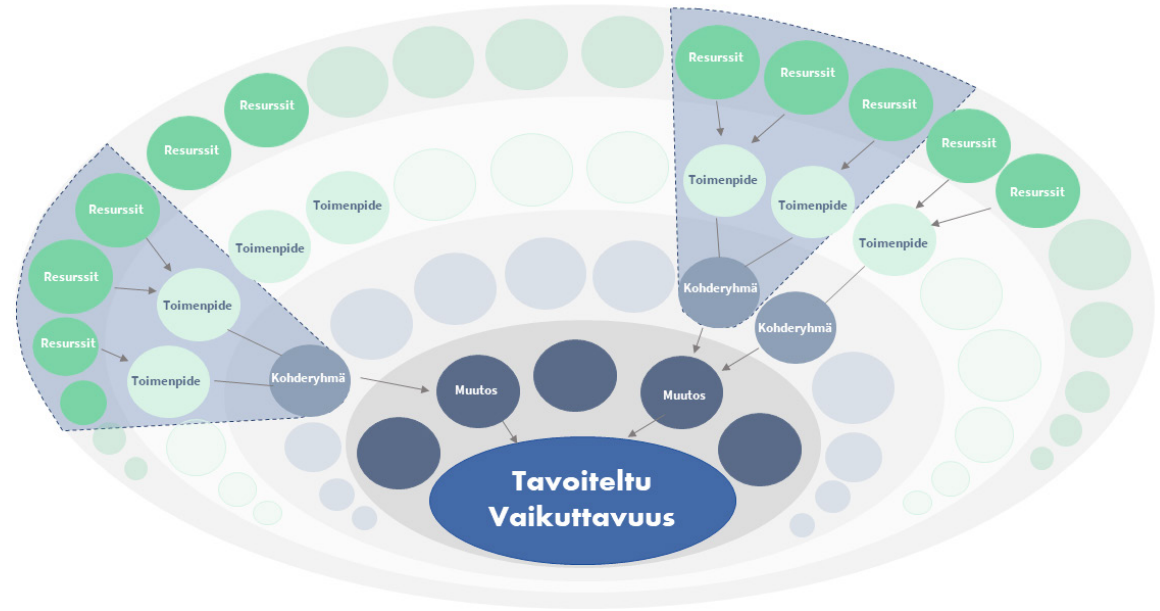 Resurssit
Resurssit
Resurssit
Resurssit
Resurssit
Resurssit
Resurssit
Resurssit
Resurssit
Resurssit
Toimenpide
Toimenpide
Toimenpide
Toimenpide
Toimenpide
Toimenpide
Toimenpide
Kohderyhmä
Kohderyhmä
Kohderyhmä
Muutos
Muutos
Tavoiteltu
Vaikuttavuus